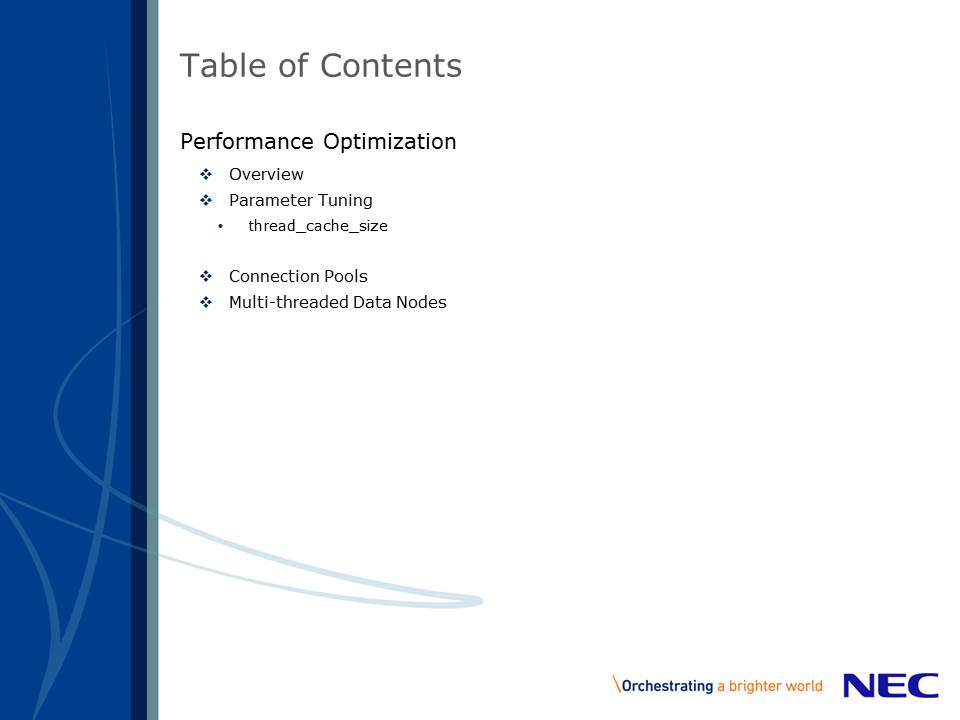 Table of Contents
Performance Optimization
❖ Overview
❖ Parameter Tuning
• thread_cache_size
❖ Connection Pools
❖ Multi-threaded Data Nodes
\Orchestrating a brighter world NEC